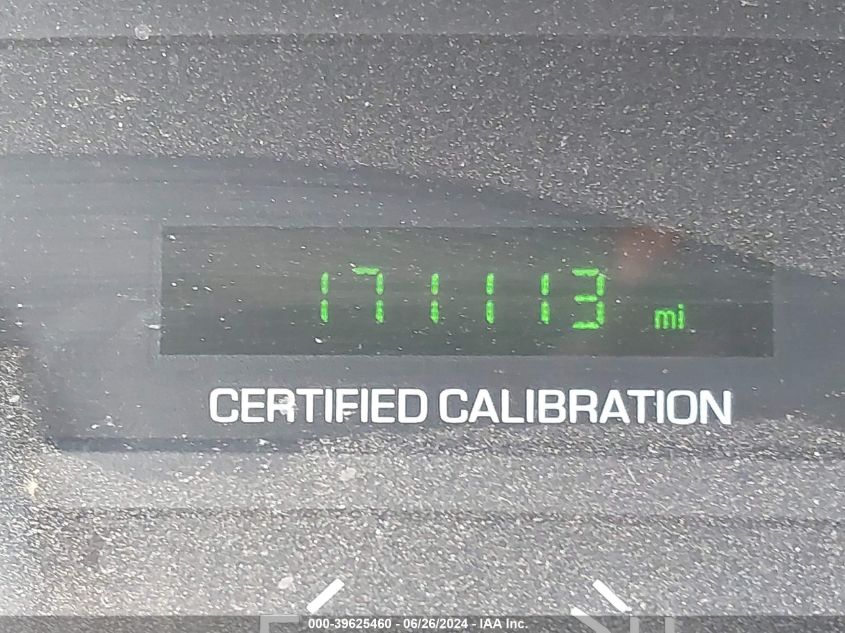 171113 mi
CERTIFIED CALIBRATION
000-39625460 - 06/26/2024 - IAA Inc.